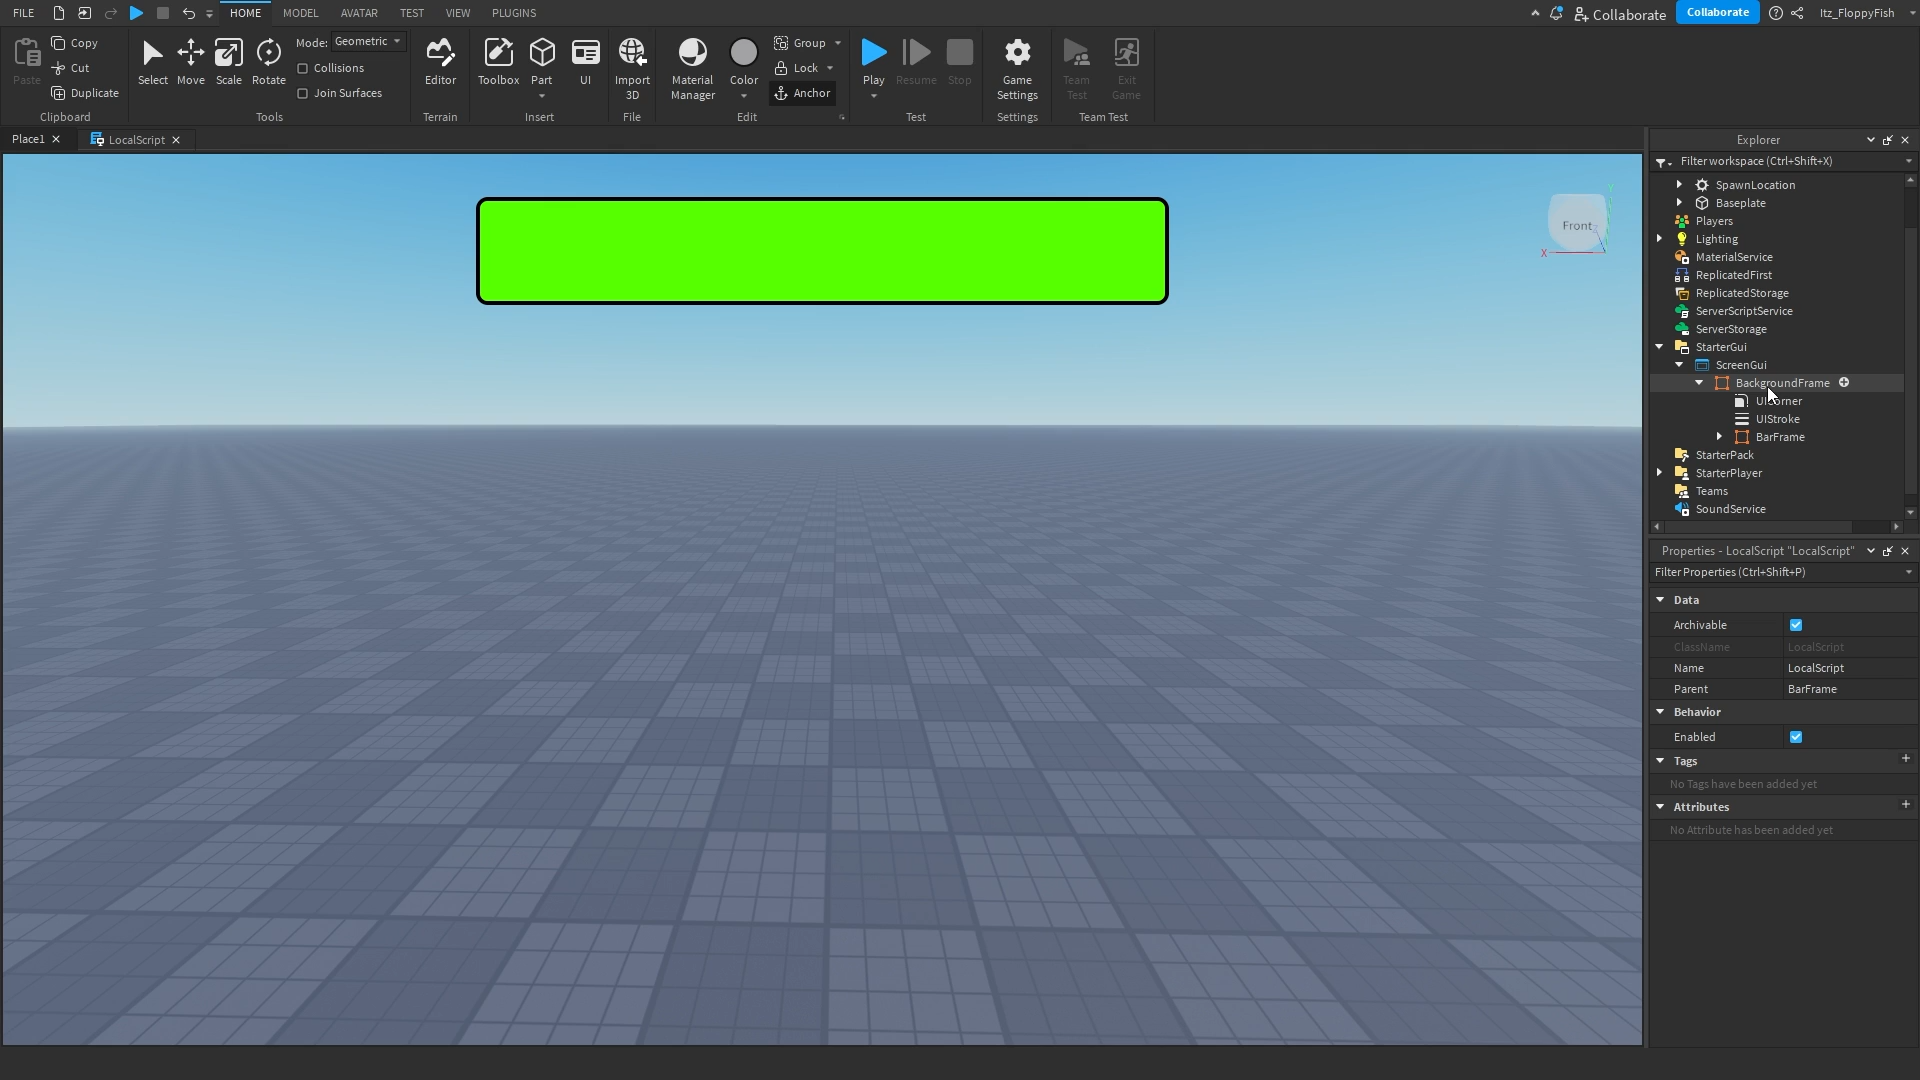 FILE HOME MODEL AVATAR TEST VIEW PLUGINS Collaborate Collaborate Itz_FloppyFish
Paste Copy Cut Duplicate
Clipboard
Select Move Scale Rotate
Mode: Geometric
Collisions
Join Surfaces
Tools
Editor
Terrain
Toolbox Part UI
Insert
Import 3D
File
Material Manager Color Group Lock Anchor
Edit
Play Resume Stop
Test
Game Settings
Settings
Team Test Exit Game
Team Test
Place1 LocalScript
Front
X
Y
Explorer
Filter workspace (Ctrl+Shift+X)
SpawnLocation
Baseplate
Players
Lighting
MaterialService
ReplicatedFirst
ReplicatedStorage
ServerScriptService
ServerStorage
StarterGui
ScreenGui
BackgroundFrame
UICorner
UIStroke
BarFrame
StarterPack
StarterPlayer
Teams
SoundService
Properties - LocalScript "LocalScript"
Filter Properties (Ctrl+Shift+P)
Data
Archivable
ClassName LocalScript
Name LocalScript
Parent BarFrame
Behavior
Enabled
Tags
No Tags have been added yet
Attributes
No Attribute has been added yet